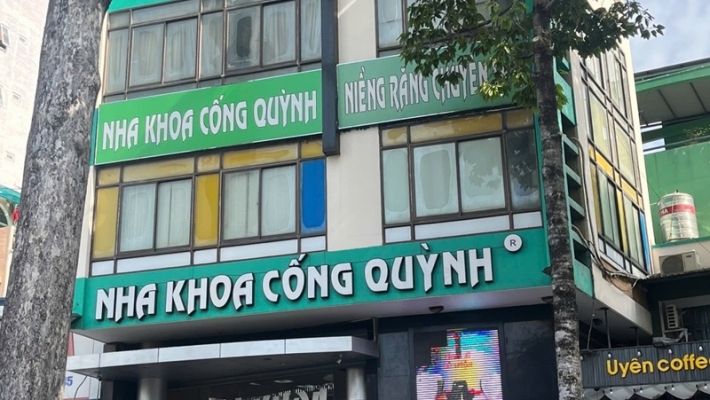 NHA KHOA CỐNG QUỲNH
NIỀNG RĂNG CHUYÊN
NHA KHOA CỐNG QUỲNH ®
Uyên coffee